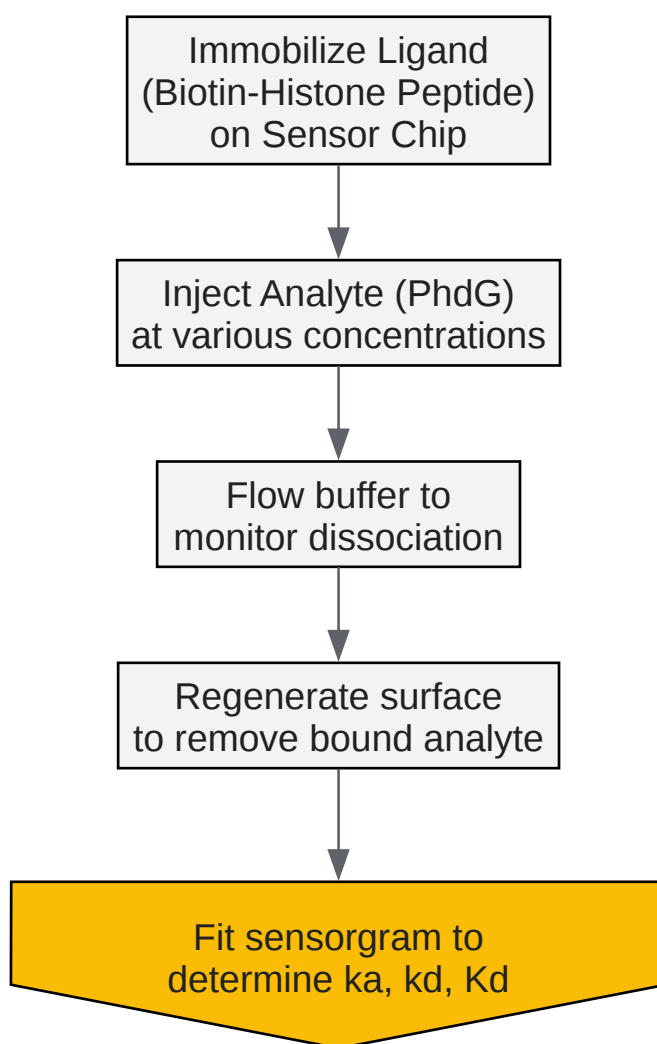 Immobilize Ligand
(Biotin-Histone Peptide)
on Sensor Chip
Inject Analyte (PhdG)
at various concentrations
Flow buffer to
monitor dissociation
Regenerate surface
to remove bound analyte
Fit sensorgram to
determine ka, kd, Kd